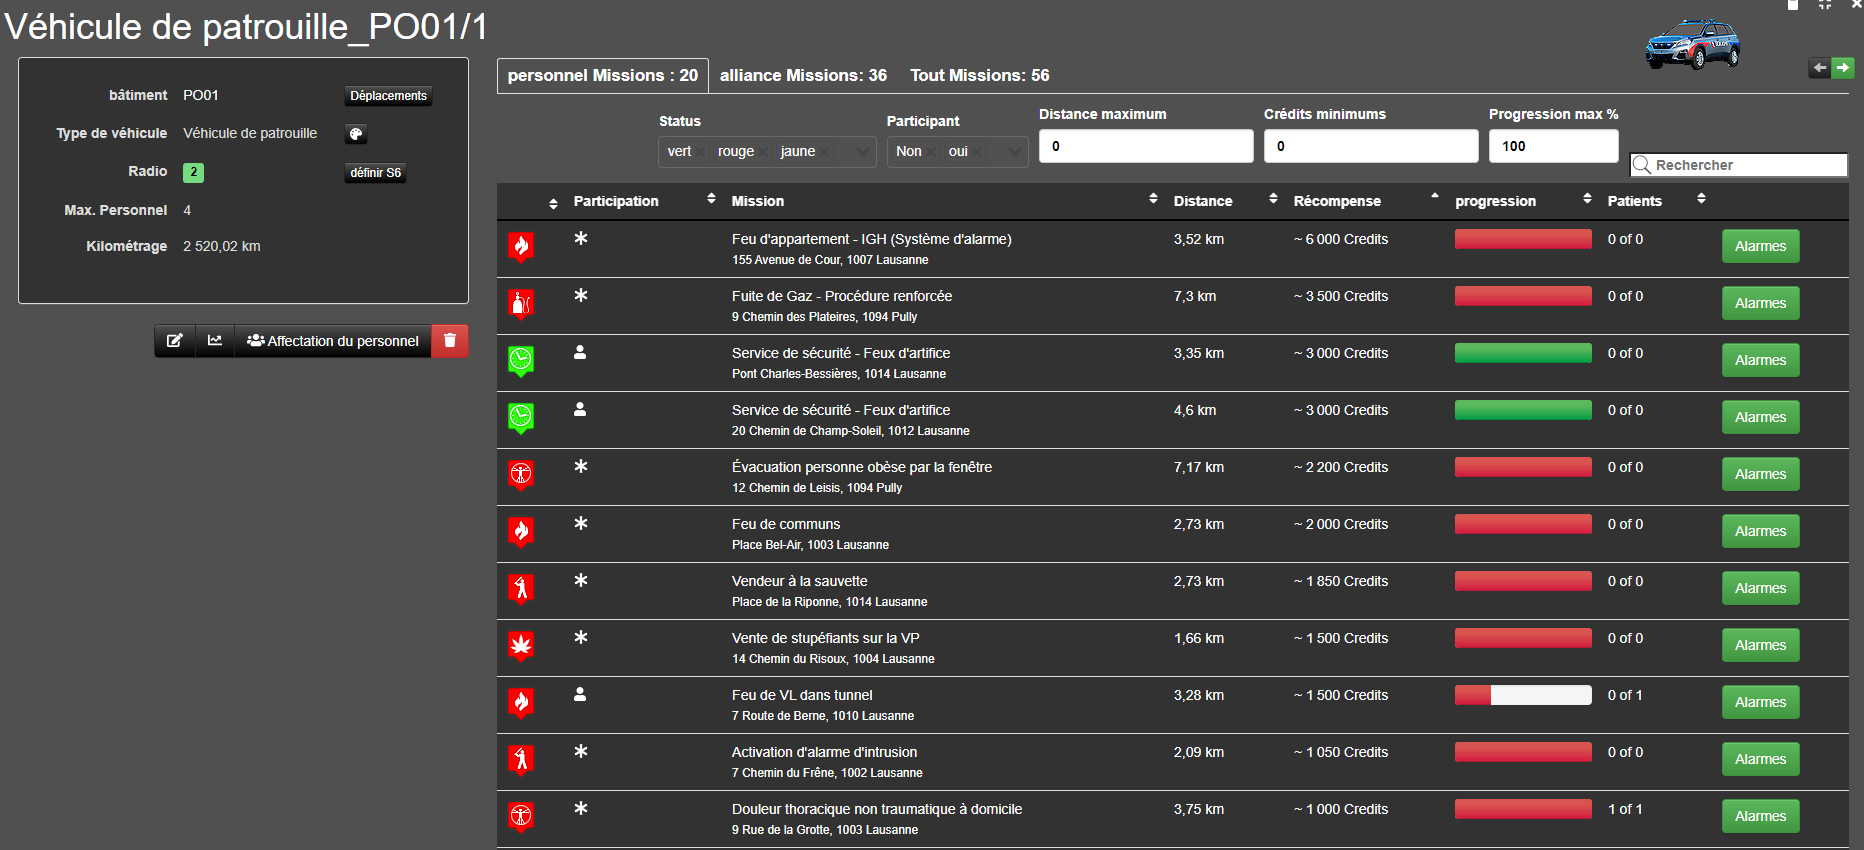 Véhicule de patrouille_PO01/1
bâtiment PO01 Déplacements
Type de véhicule Véhicule de patrouille
Radio 2 définir S6
Max. Personnel 4
Kilométrage 2 520,02 km
Affectation du personnel
personnel Missions : 20 alliance Missions: 36 Tout Missions: 56
Status Participant Distance maximum Crédits minimums Progression max %
vert × rouge × jaune × Non × oui × 0 0 100
Rechercher
Participation Mission Distance Récompense progression Patients
Feu d'appartement - IGH (Système d'alarme) 3,52 km ~ 6 000 Credits 0 of 0 Alarmes
155 Avenue de Cour, 1007 Lausanne
Fuite de Gaz - Procédure renforcée 7,3 km ~ 3 500 Credits 0 of 0 Alarmes
9 Chemin des Plateires, 1094 Pully
Service de sécurité - Feux d'artifice 3,35 km ~ 3 000 Credits 0 of 0 Alarmes
Pont Charles-Bessières, 1014 Lausanne
Service de sécurité - Feux d'artifice 4,6 km ~ 3 000 Credits 0 of 0 Alarmes
20 Chemin de Champ-Soleil, 1012 Lausanne
Évacuation personne obèse par la fenêtre 7,17 km ~ 2 200 Credits 0 of 0 Alarmes
12 Chemin de Leisis, 1094 Pully
Feu de communs 2,73 km ~ 2 000 Credits 0 of 0 Alarmes
Place Bel-Air, 1003 Lausanne
Vendeur à la sauvette 2,73 km ~ 1 850 Credits 0 of 0 Alarmes
Place de la Riponne, 1014 Lausanne
Vente de stupéfiants sur la VP 1,66 km ~ 1 500 Credits 0 of 0 Alarmes
14 Chemin du Risoux, 1004 Lausanne
Feu de VL dans tunnel 3,28 km ~ 1 500 Credits 0 of 1 Alarmes
7 Route de Berne, 1010 Lausanne
Activation d'alarme d'intrusion 2,09 km ~ 1 050 Credits 0 of 0 Alarmes
7 Chemin du Frêne, 1002 Lausanne
Douleur thoracique non traumatique à domicile 3,75 km ~ 1 000 Credits 1 of 1 Alarmes
9 Rue de la Grotte, 1003 Lausanne